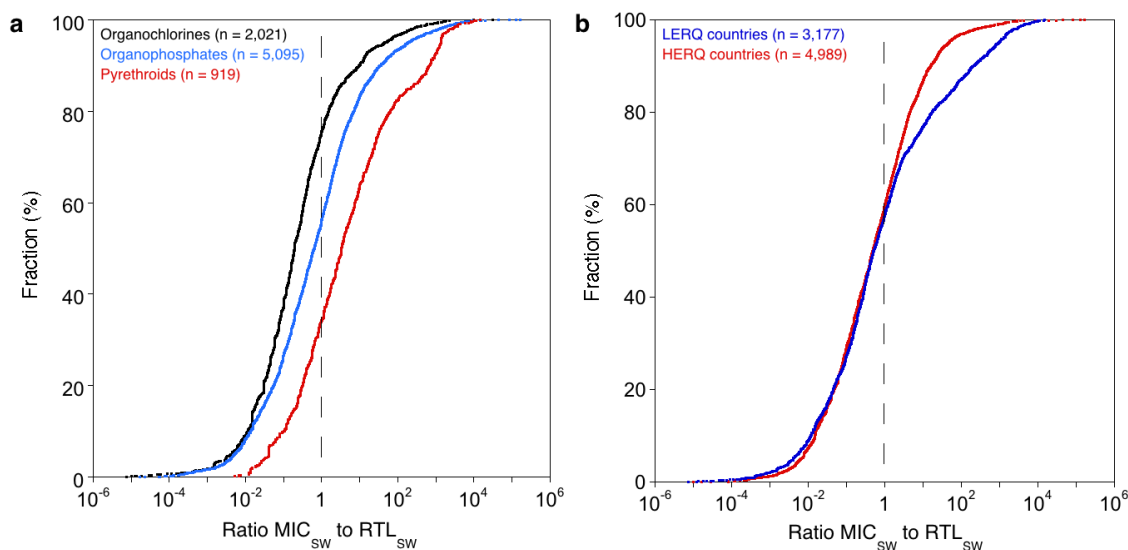 a
Organochlorines (n = 2,021)
Organophosphates (n = 5,095)
Pyrethroids (n = 919)
Fraction (%)
100
80
60
40
20
0
10-6 10-4 10-2 1 102 104 106
Ratio MICSW to RTLSW
b
LERQ countries (n = 3,177)
HERQ countries (n = 4,989)
Fraction (%)
100
80
60
40
20
0
10-6 10-4 10-2 1 102 104 106
Ratio MICSW to RTLSW